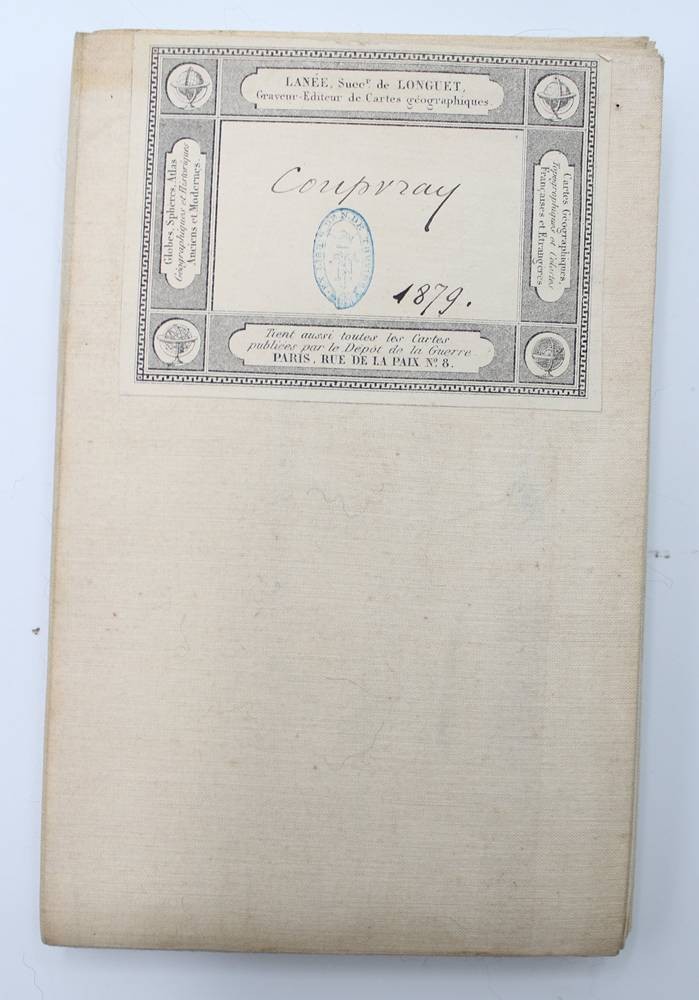 LANÉE, Succr de LONGUET,
Graveur-Editeur de Cartes géographiques.
Globes, Sphères, Atlas
Géographiques et Historiques
Anciens et Modernes.
Coupvray
1879.
Cartes Géographiques,
Topographiques et Célestes
Françaises et Etrangères
Tient aussi toutes les Cartes
publiées par le Dépôt de la Guerre
PARIS, RUE DE LA PAIX No. 8.